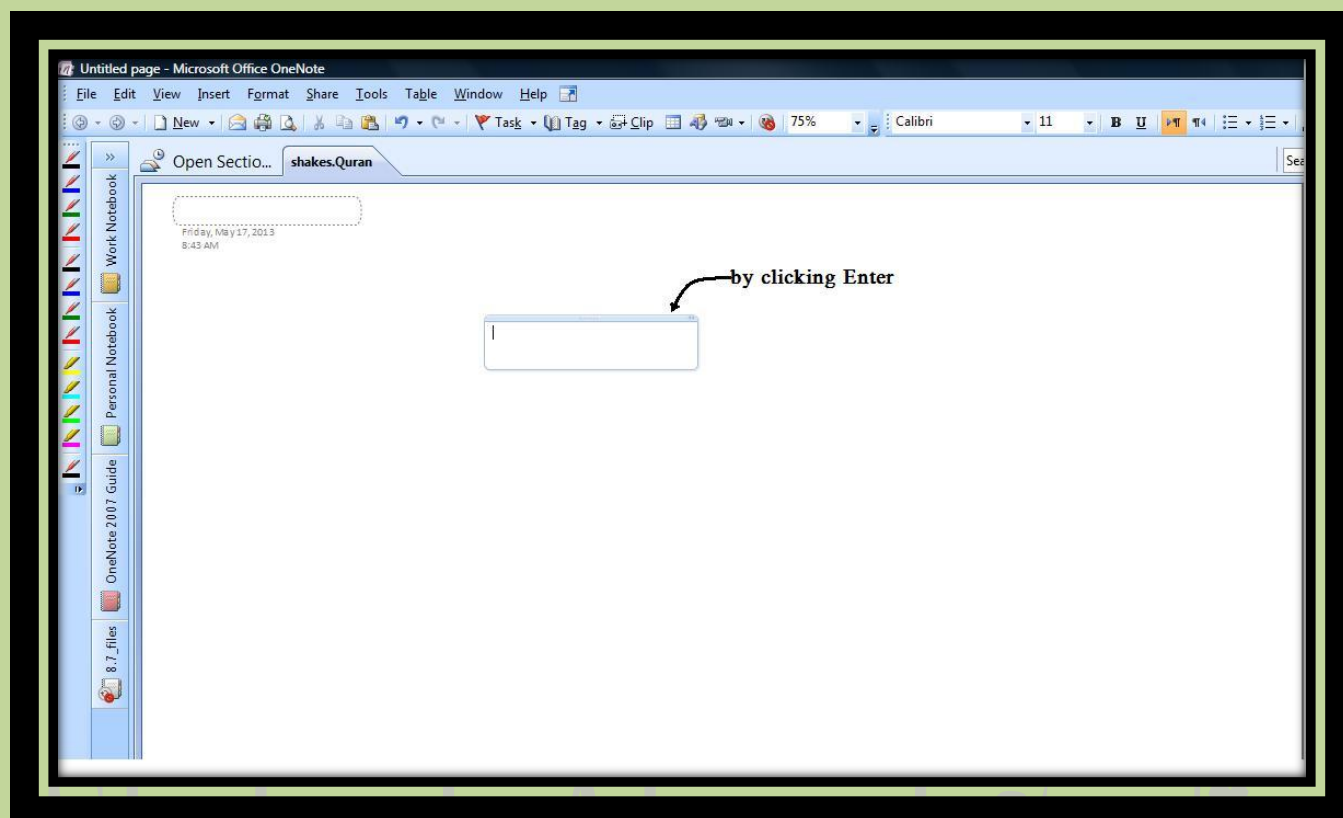 Untitled page - Microsoft Office OneNote
File Edit View Insert Format Share Tools Table Window Help
New Task Tag Clip 75% Calibri 11 B U
Open Sectio... shakes.Quran
Sea
Friday, May 17, 2013
8:43 AM
by clicking Enter
Work Notebook
Personal Notebook
OneNote 2007 Guide
8.7_files